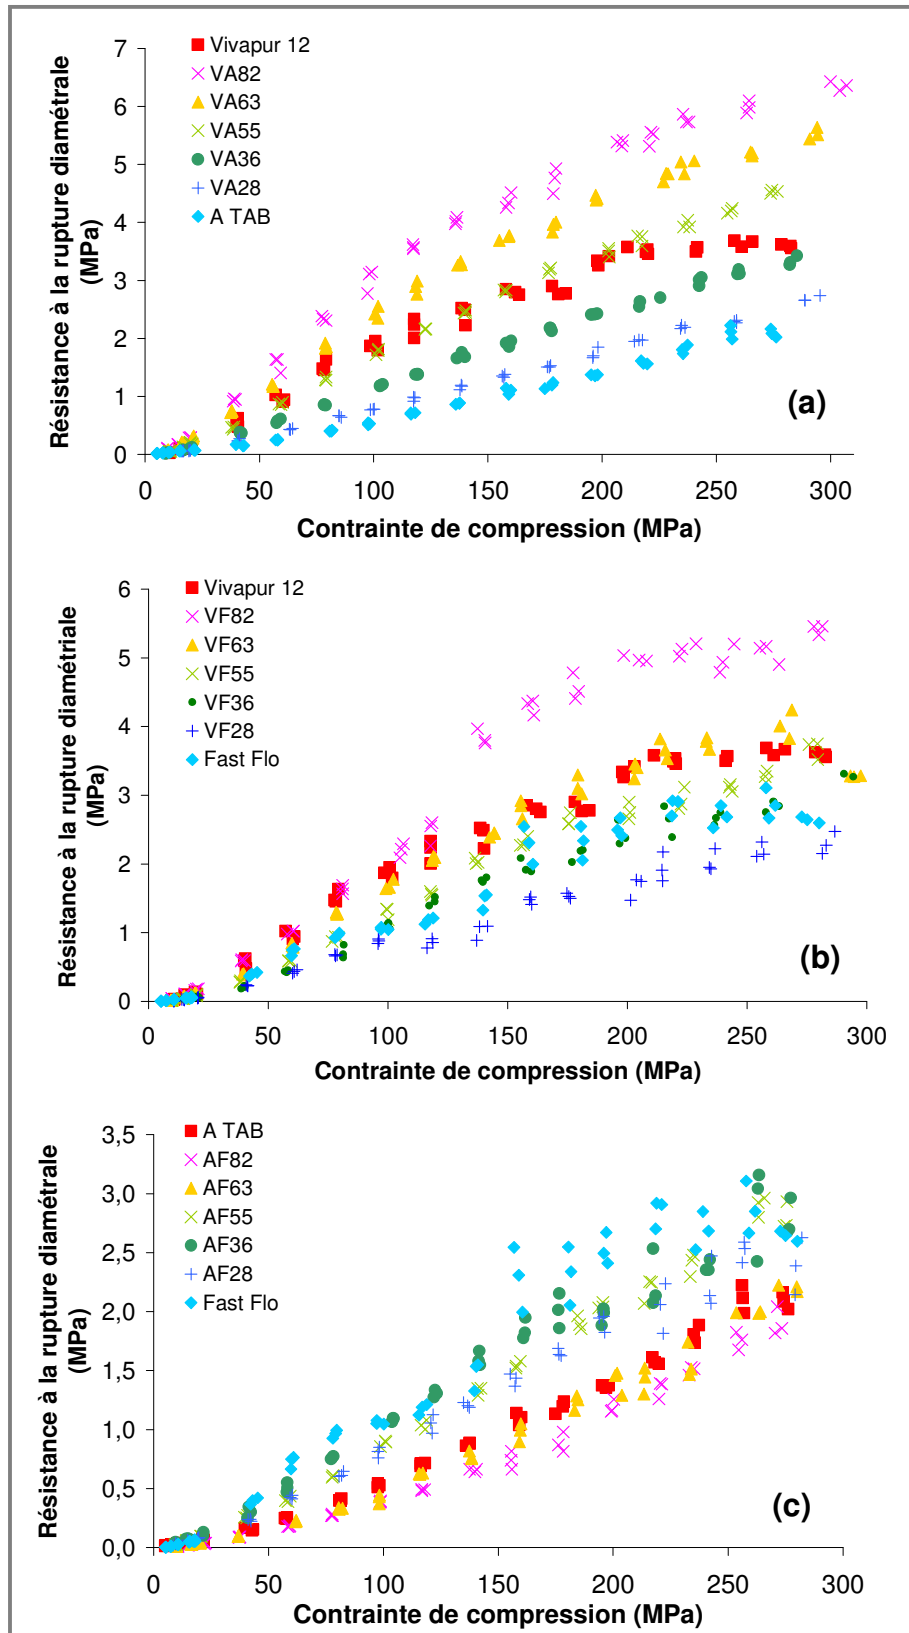 Résistance à la rupture diamétrale
(MPa)
7
6
5
4
3
2
1
0
Vivapur 12
VA82
VA63
VA55
VA36
VA28
A TAB
(a)
0 50 100 150 200 250 300
Contrainte de compression (MPa)
Résistance à la rupture diamétriale
(MPa)
6
5
4
3
2
1
0
Vivapur 12
VF82
VF63
VF55
VF36
VF28
Fast Flo
(b)
0 50 100 150 200 250 300
Contrainte de compression (MPa)
Résistance à la rupture diamétrale
(MPa)
3,5
3,0
2,5
2,0
1,5
1,0
0,5
0,0
A TAB
AF82
AF63
AF55
AF36
AF28
Fast Flo
(c)
0 50 100 150 200 250 300
Contrainte de compression (MPa)